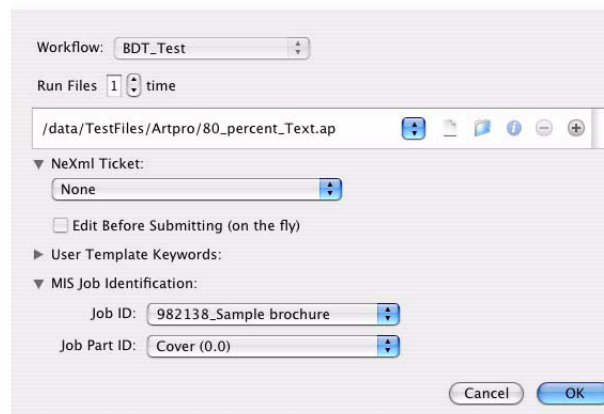 Workflow: BDT_Test
Run Files 1 time
/data/TestFiles/Artpro/80_percent_Text.ap
NeXml Ticket:
None
Edit Before Submitting (on the fly)
User Template Keywords:
MIS Job Identification:
Job ID: 982138_Sample brochure
Job Part ID: Cover (0.0)
Cancel OK